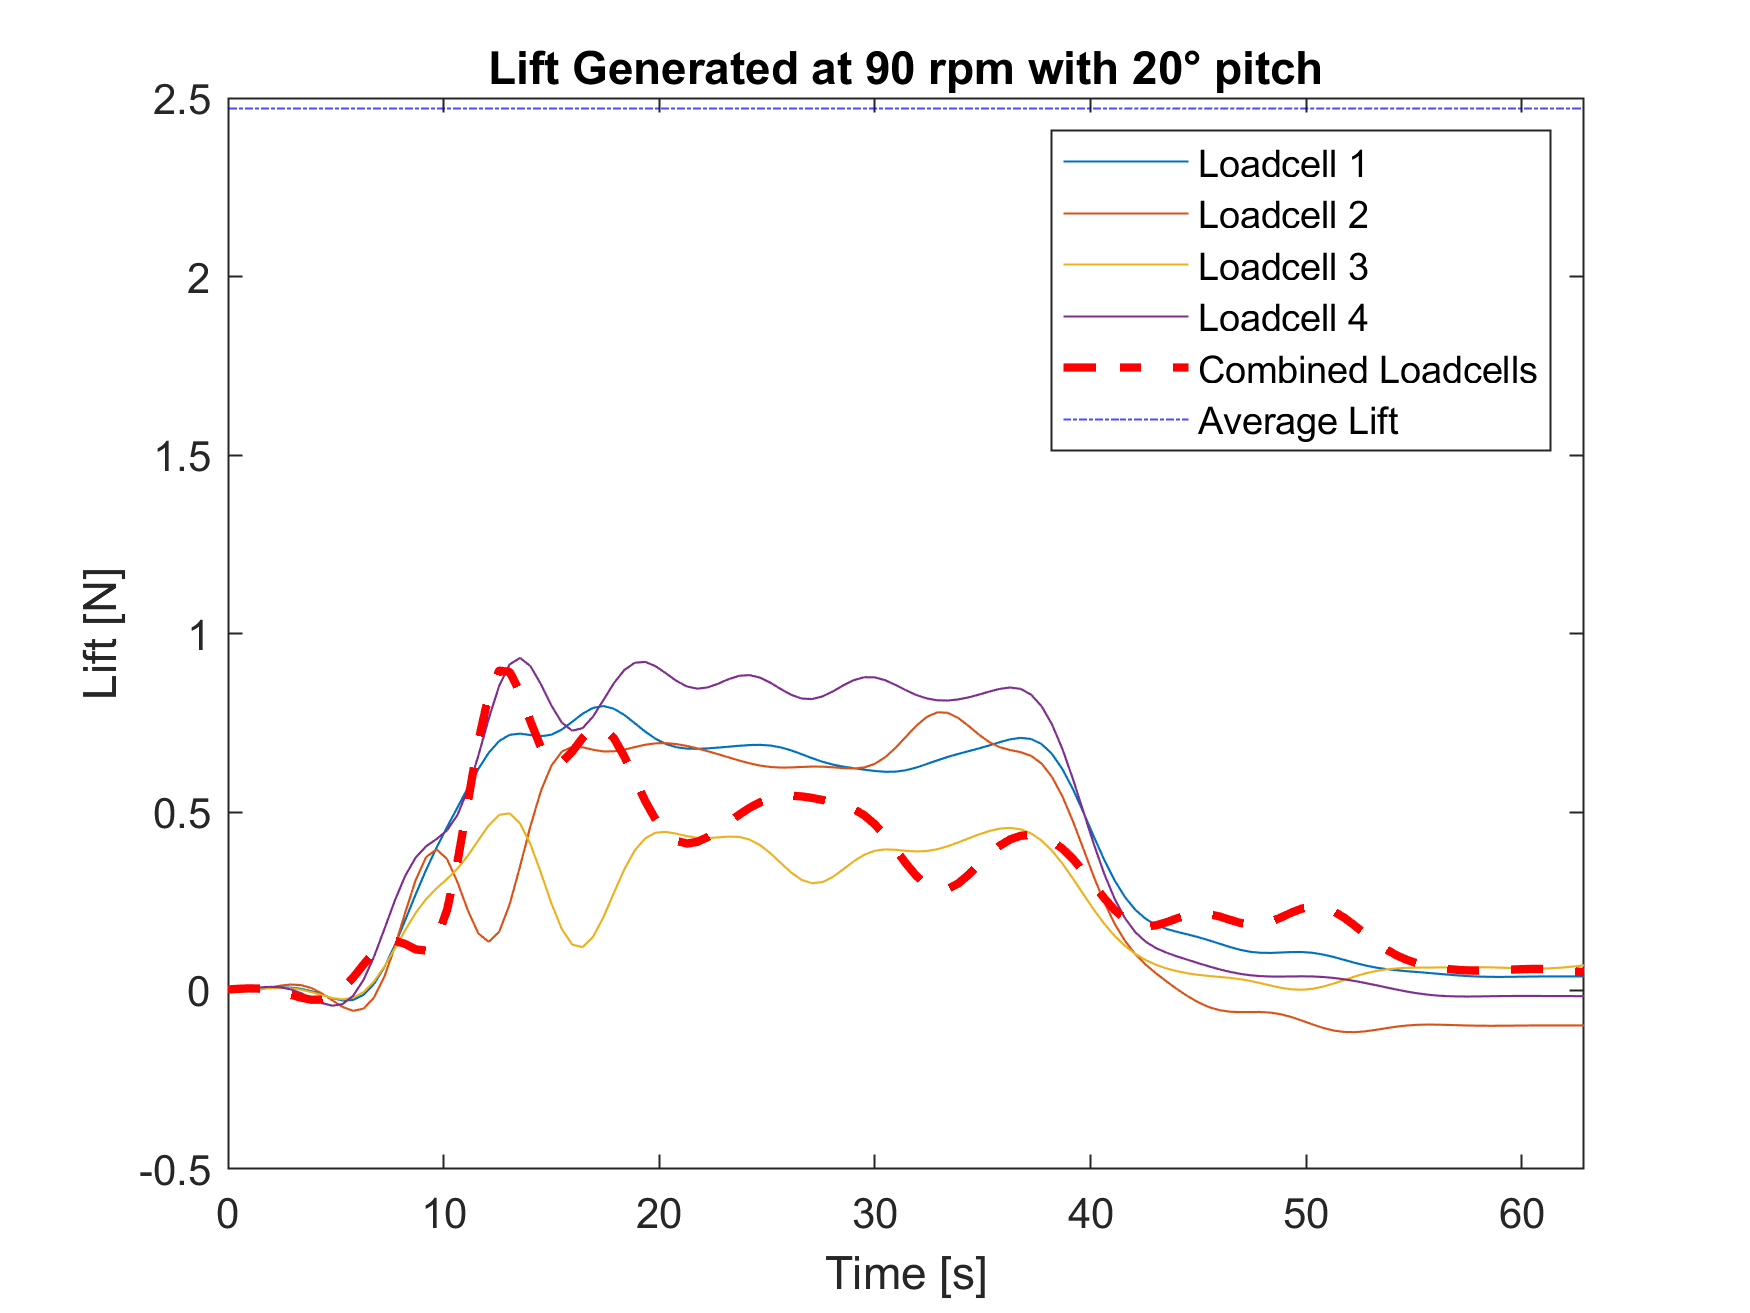 Lift Generated at 90 rpm with 20° pitch
2.5
2
1.5
1
0.5
0
-0.5
Lift [N]
Loadcell 1
Loadcell 2
Loadcell 3
Loadcell 4
Combined Loadcells
Average Lift
0 10 20 30 40 50 60
Time [s]